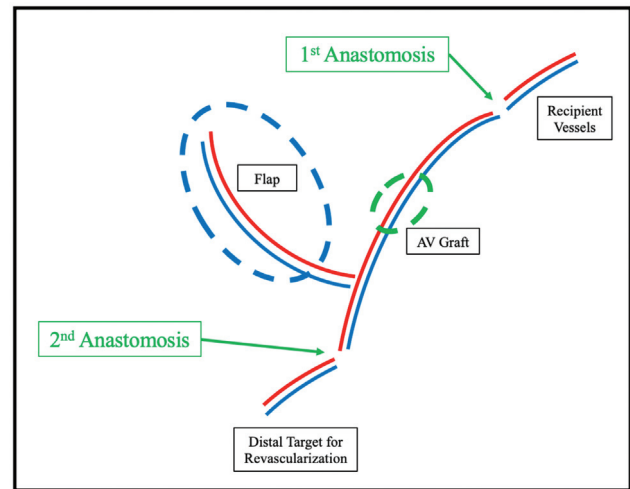 1st Anastomosis
Recipient
Vessels
Flap
AV Graft
2nd Anastomosis
Distal Target for
Revascularization